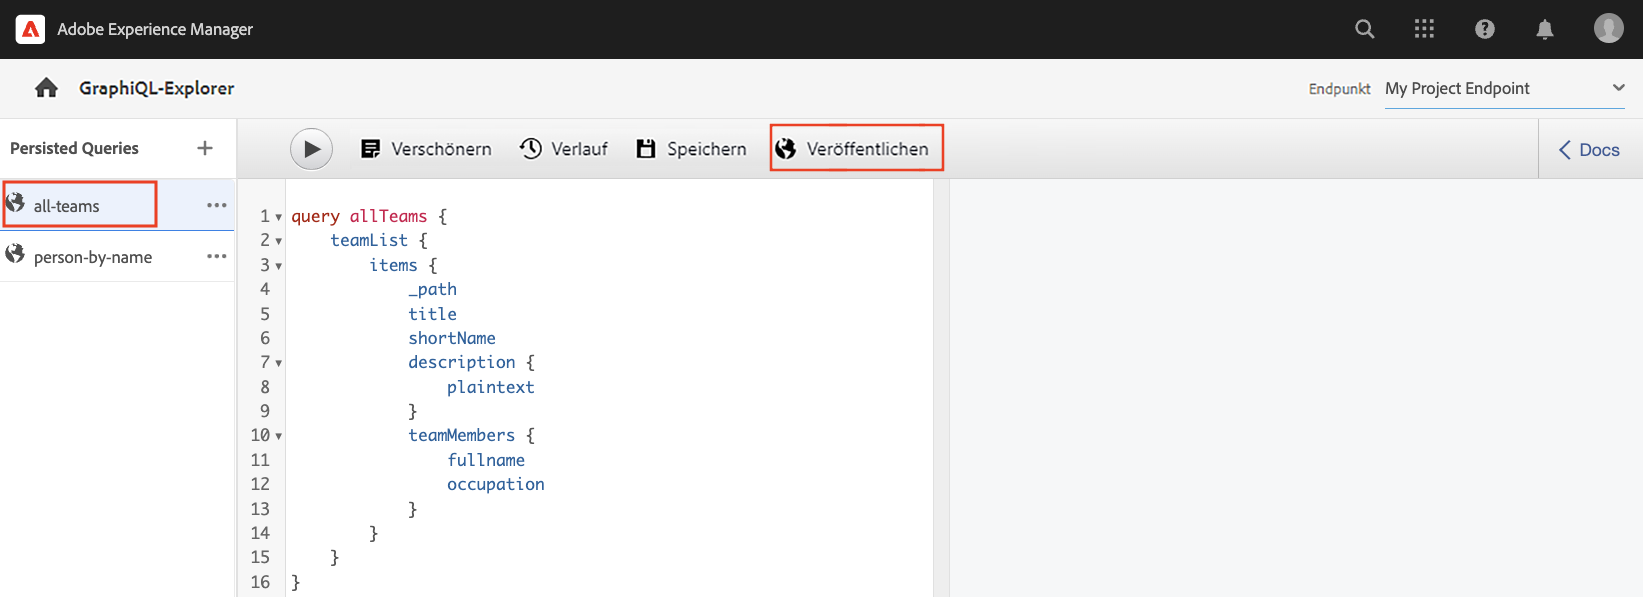 Adobe Experience Manager
GraphiQL-Explorer
Endpunkt My Project Endpoint
Persisted Queries +
Verschönern Verlauf Speichern Veröffentlichen
Docs
all-teams
person-by-name
1 query allTeams {
2 teamList {
3 items {
4 _path
5 title
6 shortName
7 description {
8 plaintext
9 }
10 teamMembers {
11 fullname
12 occupation
13 }
14 }
15 }
16 }